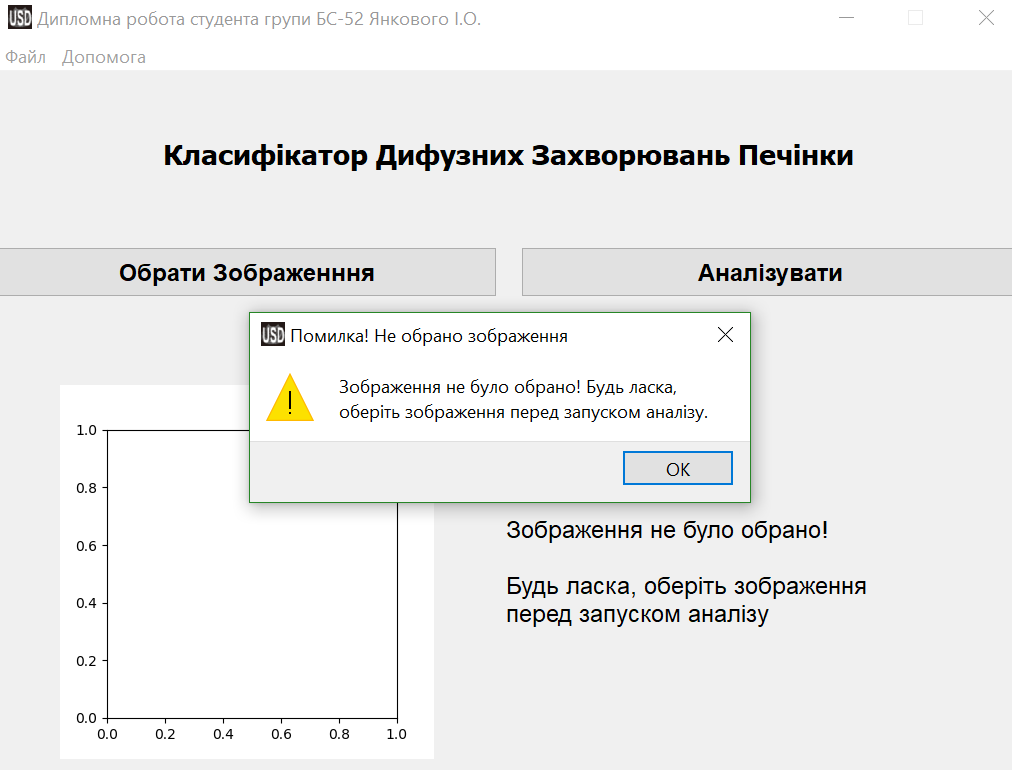 USD Дипломна робота студента групи БС-52 Янкового І.О.
Файл Допомога
Класифікатор Дифузних Захворювань Печінки
Обрати Зображенння
Аналізувати
USD Помилка! Не обрано зображення
Зображення не було обрано! Будь ласка,
оберіть зображення перед запуском аналізу.
OK
1.0
0.8
0.6
0.4
0.2
0.0
0.0 0.2 0.4 0.6 0.8 1.0
Зображення не було обрано!
Будь ласка, оберіть зображення
перед запуском аналізу